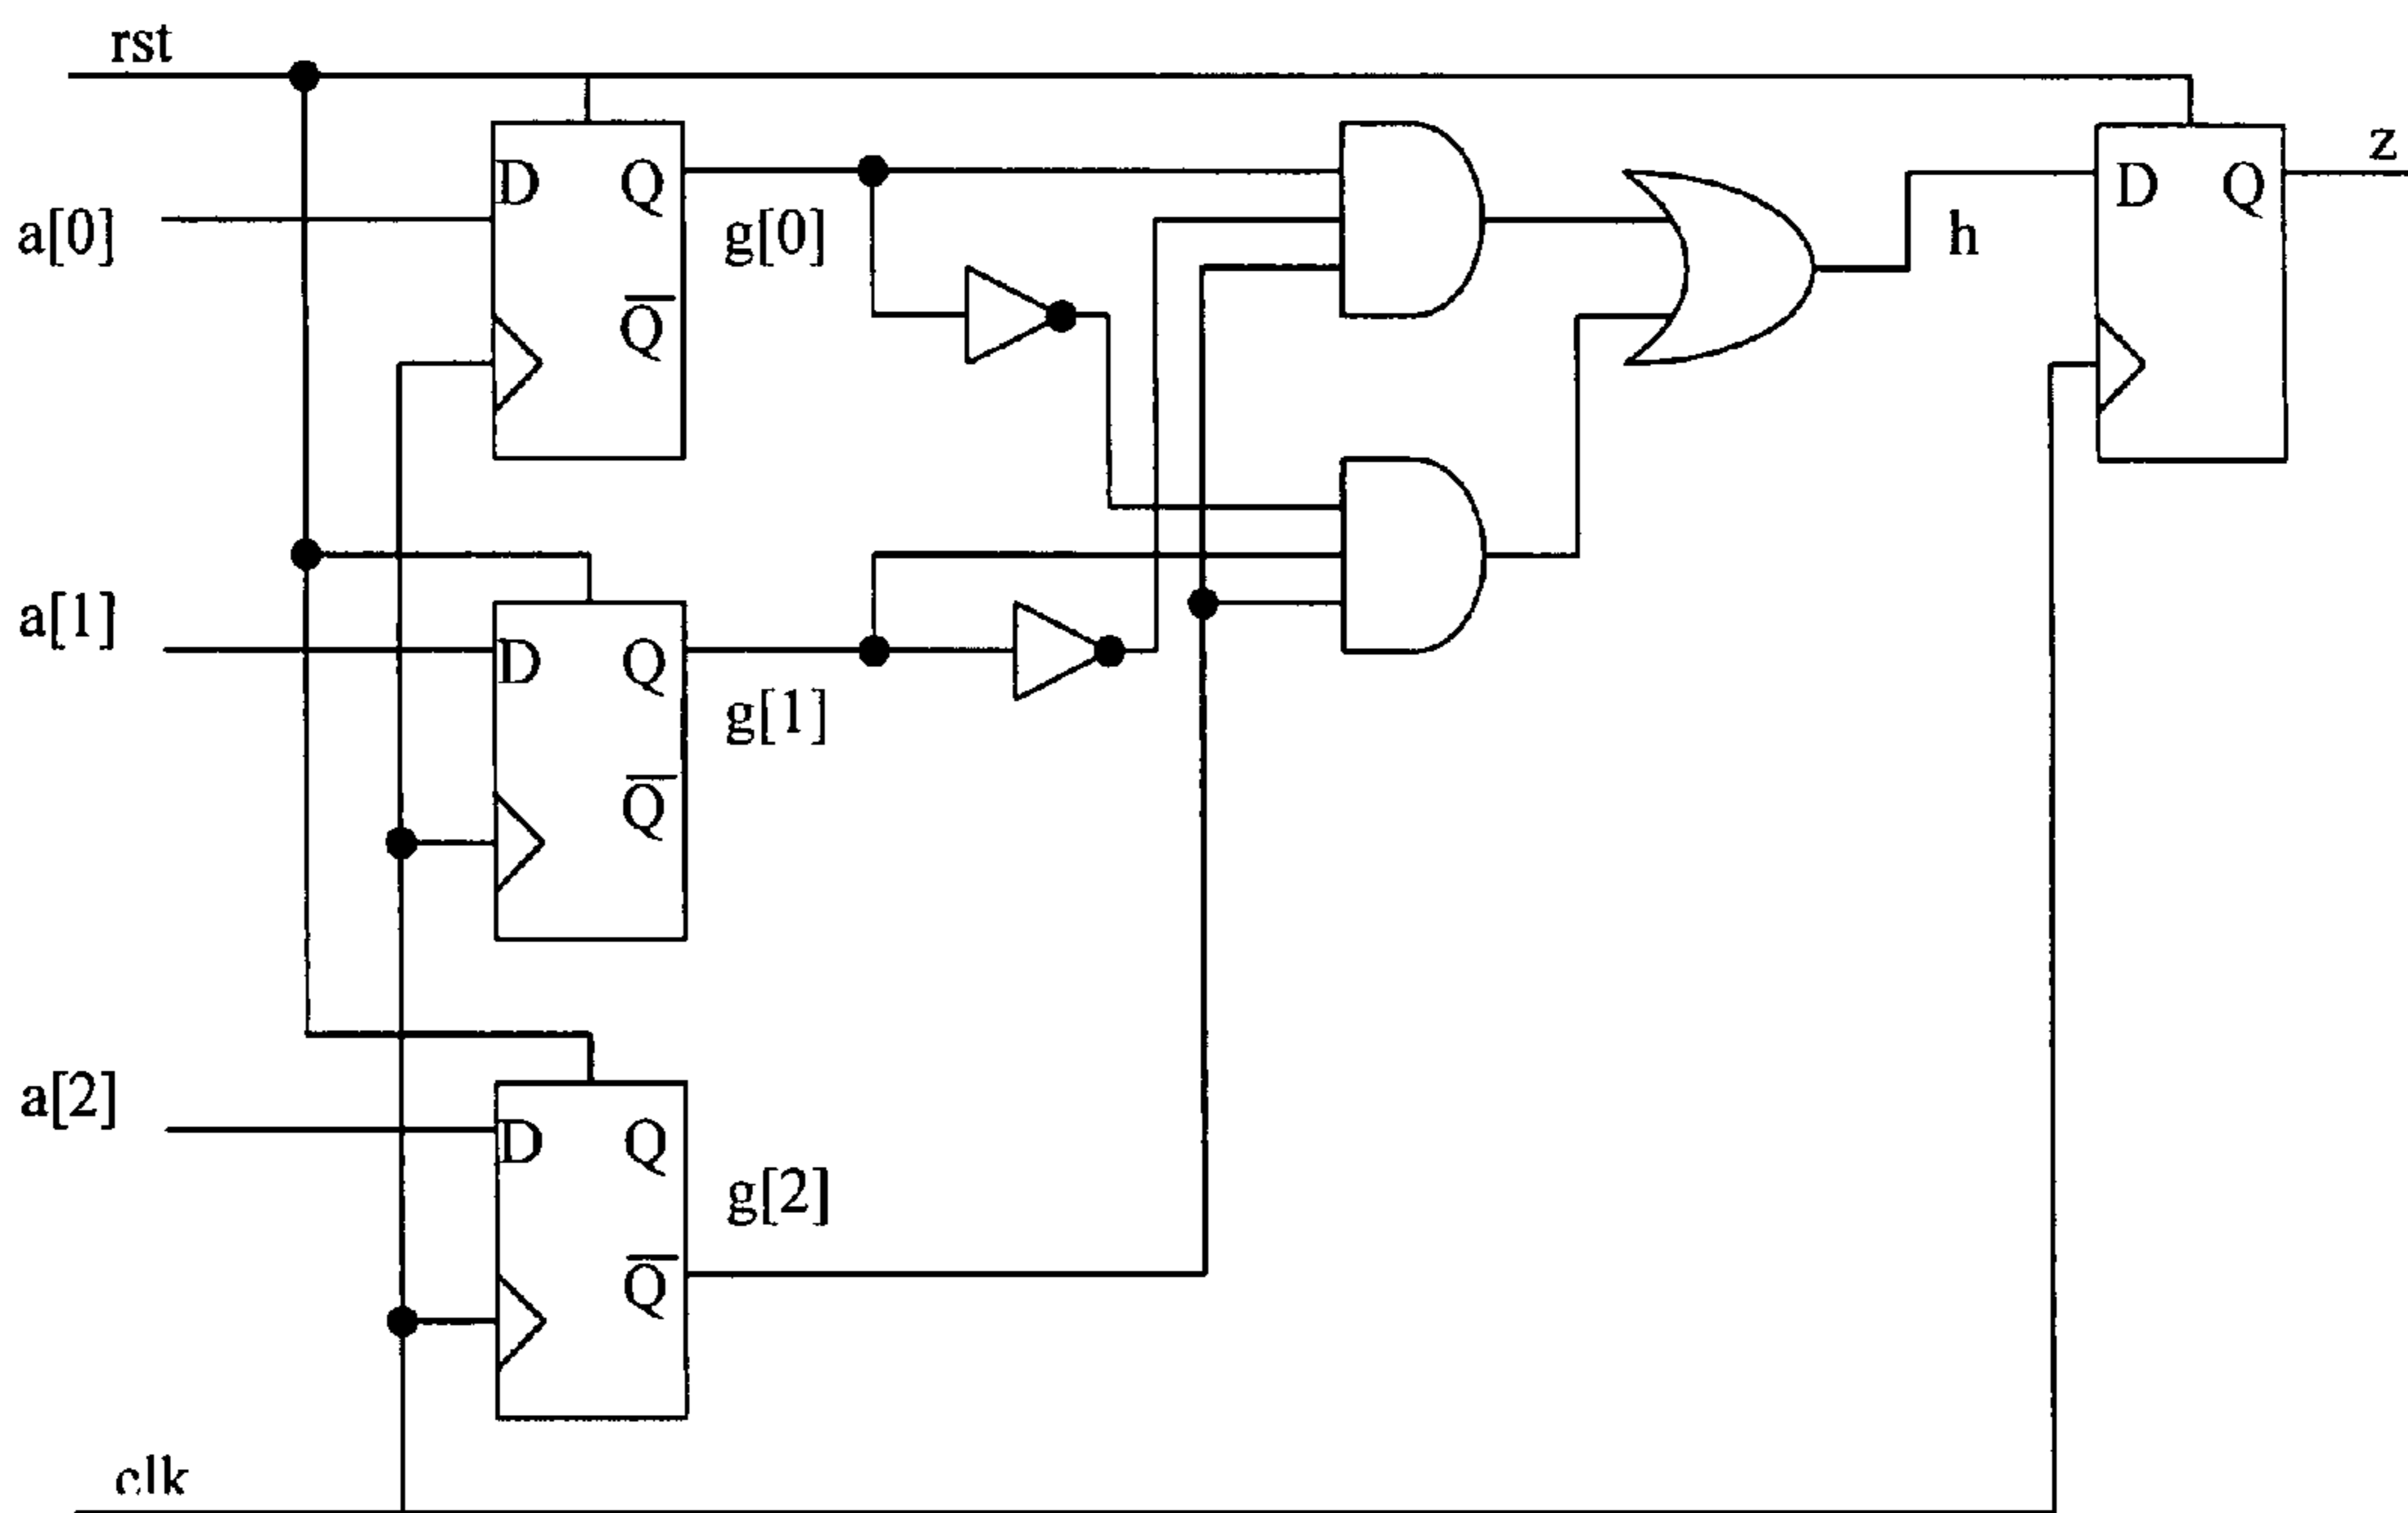 rst
D Q
a[0]
g[0]
Q̅
D Q
z
h
a[1]
D Q
g[1]
Q̅
a[2]
D Q
g[2]
Q̅
clk